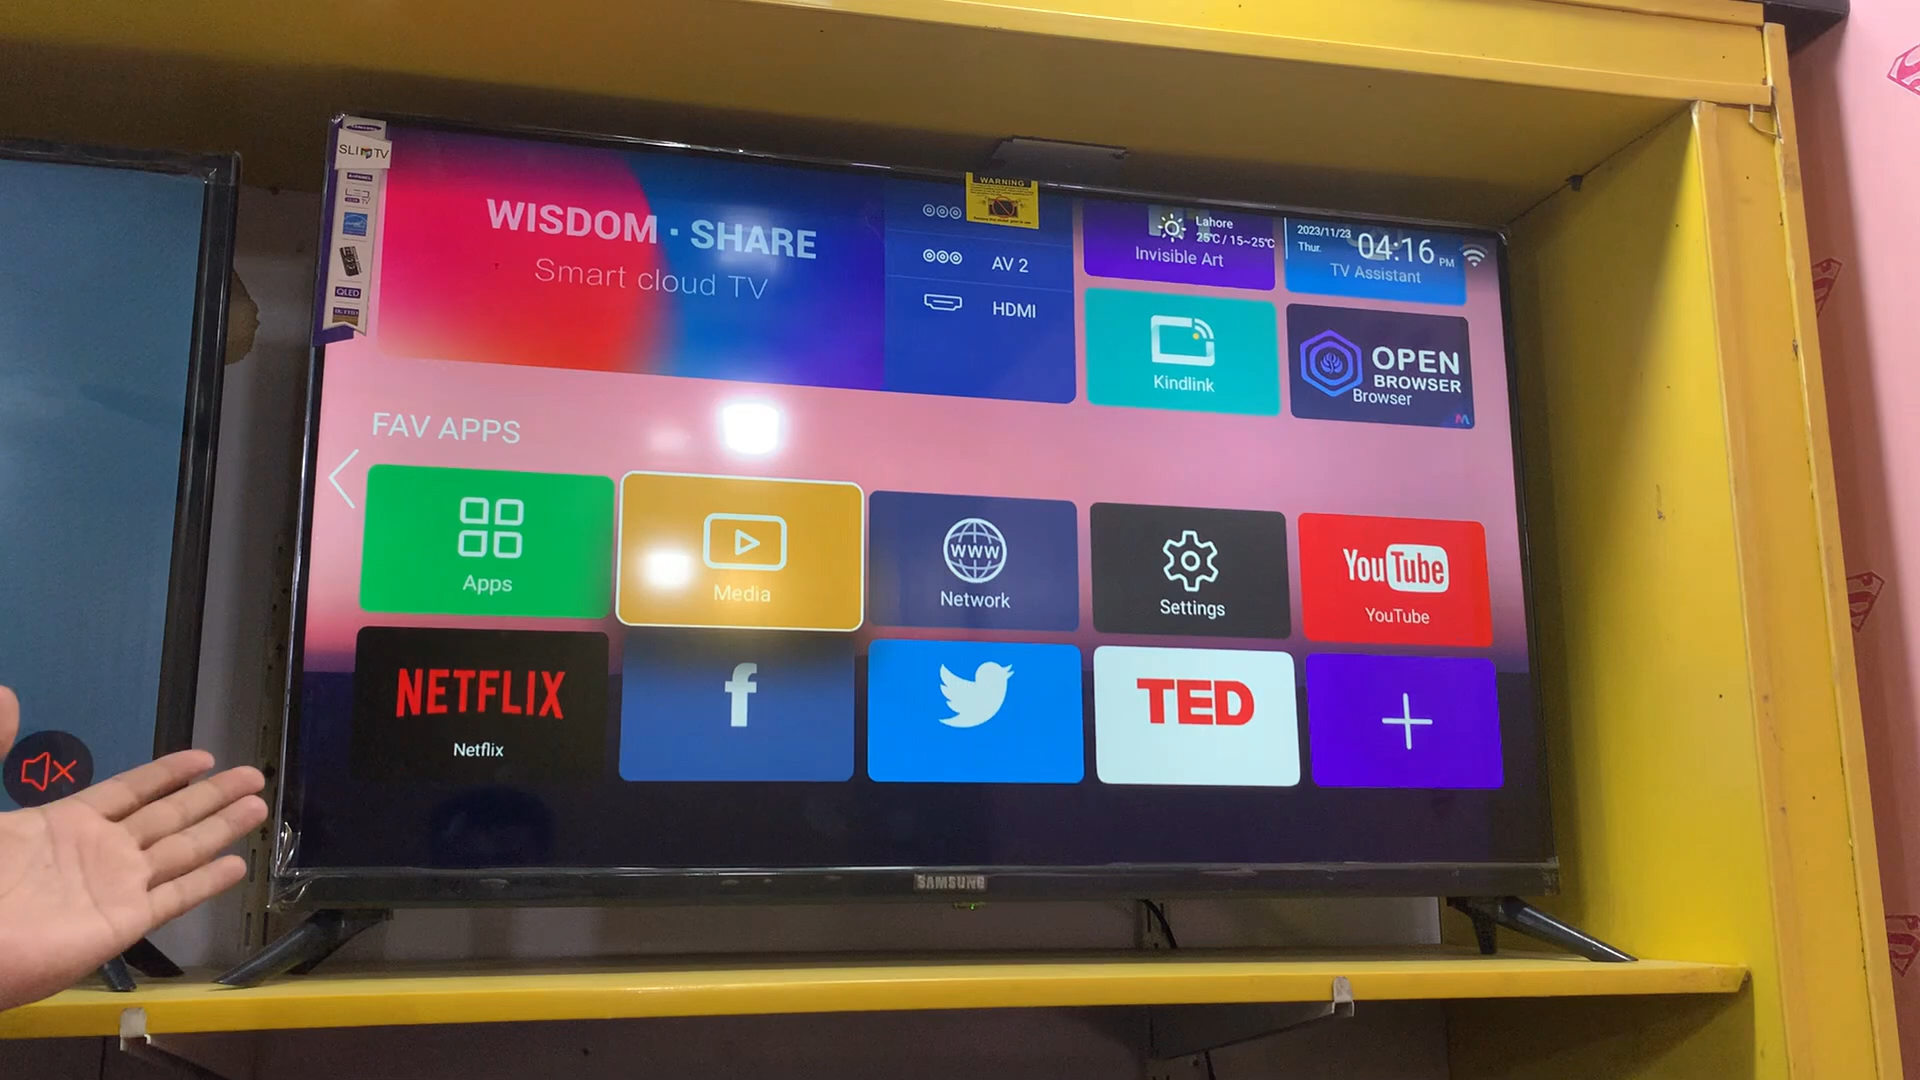 SLIM TV
QLED
WISDOM · SHARE
Smart cloud TV
AV 2
HDMI
WARNING
Lahore
25℃ / 15~25℃
Invisible Art
2023/11/23
Thur.
04:16 PM
TV Assistant
Kindlink
OPEN
BROWSER
Browser
FAV APPS
Apps
Media
WWW
Network
Settings
YouTube
YouTube
NETFLIX
Netflix
f
TED
SAMSUNG